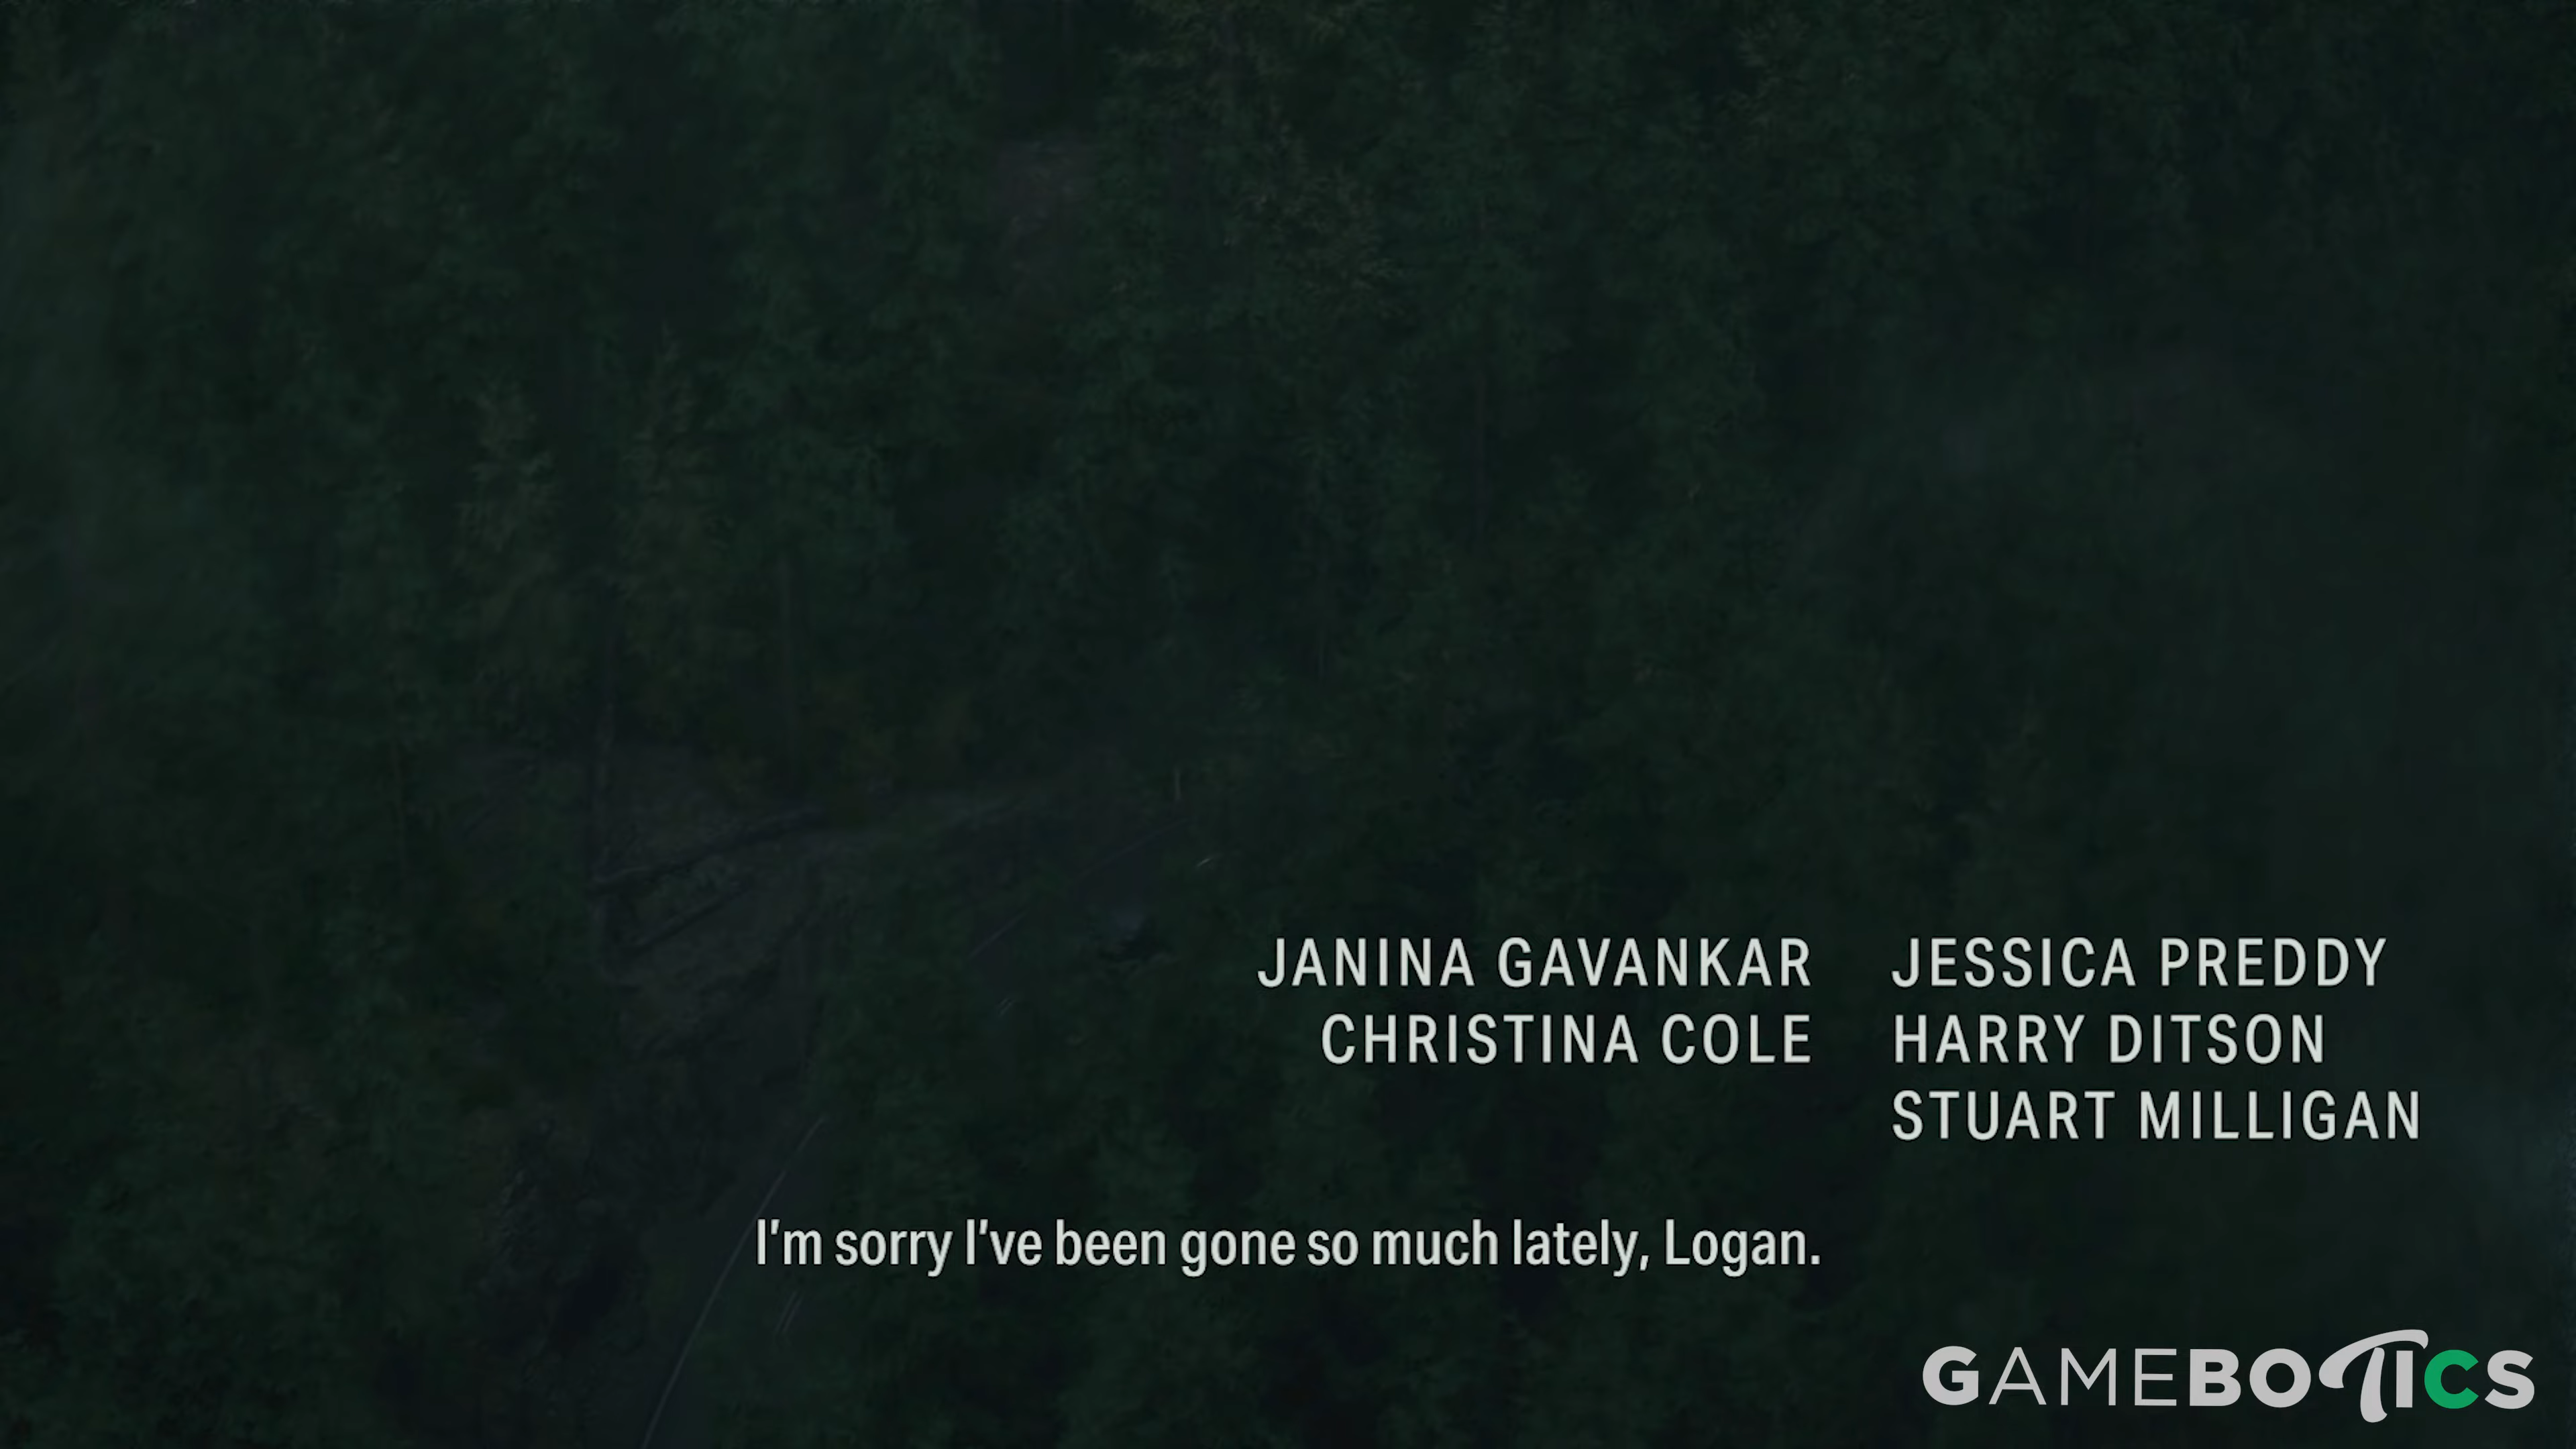 JANINA GAVANKAR JESSICA PREDDY
CHRISTINA COLE HARRY DITSON
STUART MILLIGAN
I'm sorry I've been gone so much lately, Logan.
GAMEBOTICS